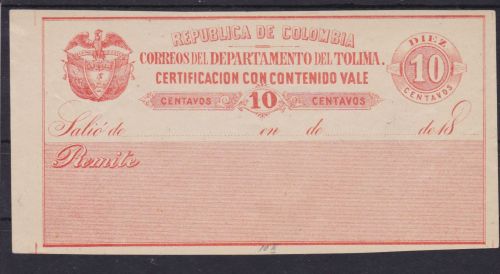 REPUBLICA DE COLOMBIA
CORREOS DEL DEPARTAMENTO DEL TOLIMA.
CERTIFICACION CON CONTENIDO VALE
CENTAVOS 10 CENTAVOS
DIEZ
10
CENTAVOS
Salió de en de de 18
Remite